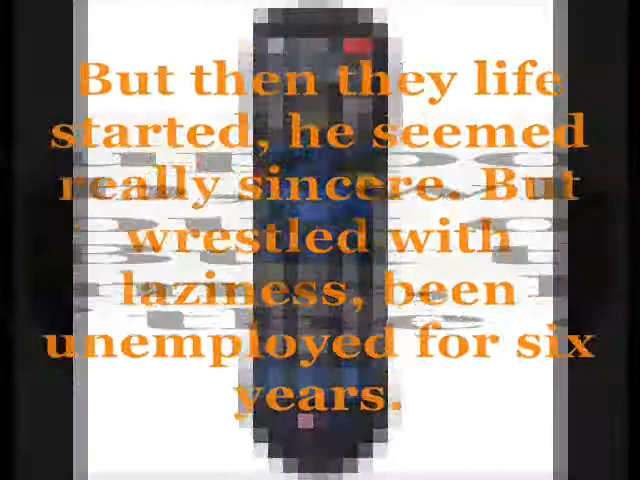 But then they life
started, he seemed
really sincere. But
wrestled with
laziness, been
unemployed for six
years.